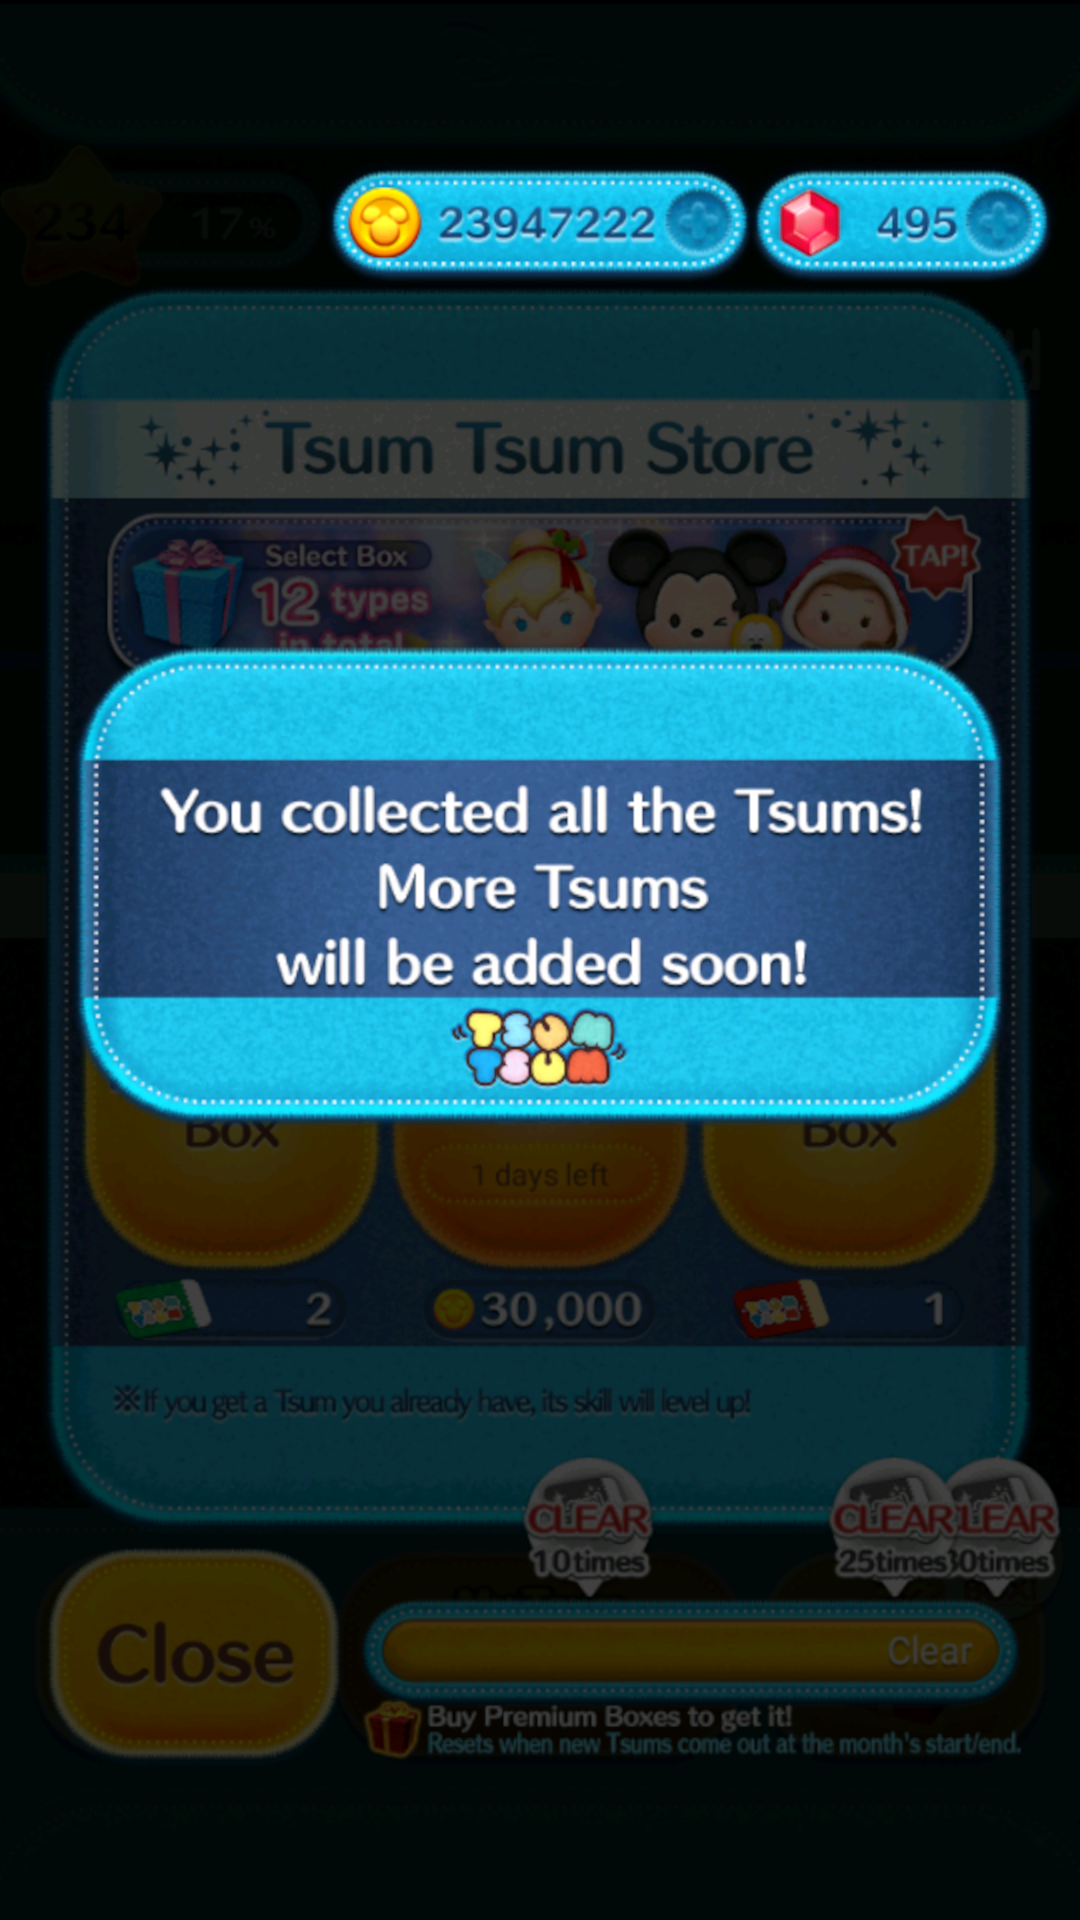 234
17%
23947222
495
Tsum Tsum Store
Select Box
12 types
in total
TAP!
You collected all the Tsums!
More Tsums
will be added soon!
TSUM
TSUM
Box
1 days left
Box
2
30,000
1
※If you get a Tsum you already have, its skill will level up!
CLEAR
10times
CLEAR
25times
LEAR
30times
Close
Clear
Buy Premium Boxes to get it!
Resets when new Tsums come out at the month's start/end.